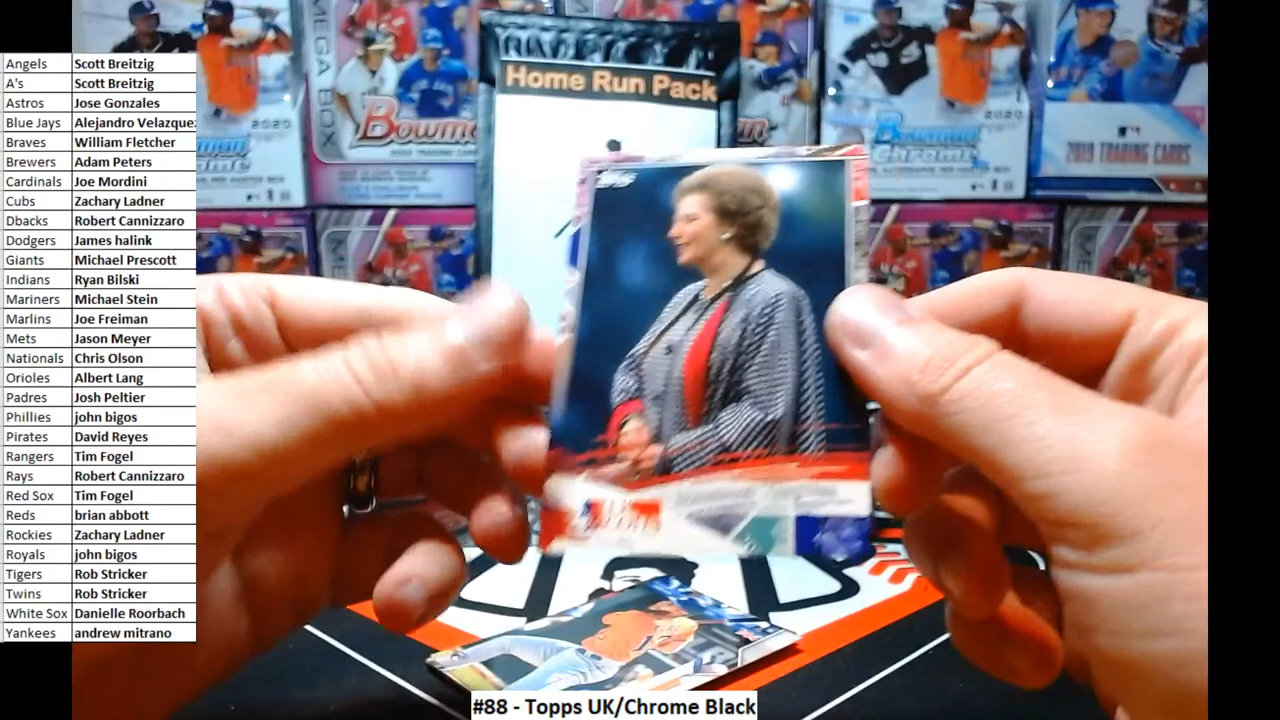 Angels Scott Breitzig
A's Scott Breitzig
Astros Jose Gonzales
Blue Jays Alejandro Velazque
Braves William Fletcher
Brewers Adam Peters
Cardinals Joe Mordini
Cubs Zachary Ladner
Dbacks Robert Cannizzaro
Dodgers James halink
Giants Michael Prescott
Indians Ryan Bilski
Mariners Michael Stein
Marlins Joe Freiman
Mets Jason Meyer
Nationals Chris Olson
Orioles Albert Lang
Padres Josh Peltier
Phillies john bigos
Pirates David Reyes
Rangers Tim Fogel
Rays Robert Cannizzaro
Red Sox Tim Fogel
Reds brian abbott
Rockies Zachary Ladner
Royals john bigos
Tigers Rob Stricker
Twins Rob Stricker
White Sox Danielle Roorbach
Yankees andrew mitrano
2020
MEGA BOX
Bowm
Home Run Pack
Topps
2020
Bowman
Chrome
2019 TRADING CARDS
#88 - Topps UK/Chrome Black